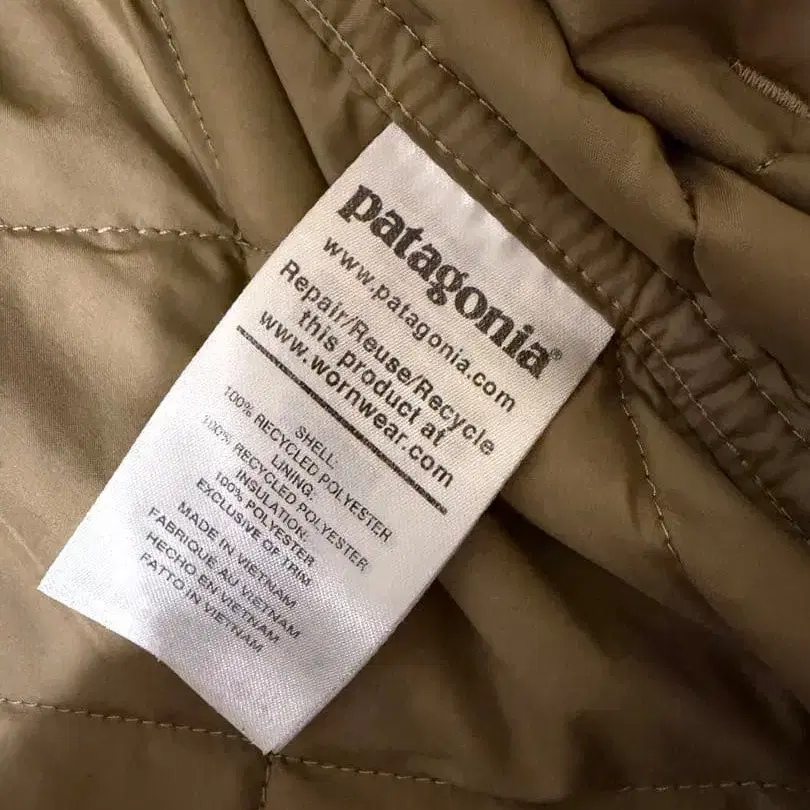 patagonia®
www.patagonia.com
Repair/Reuse/Recycle
this product at
www.wornwear.com
SHELL:
100% RECYCLED POLYESTER
LINING:
100% RECYCLED POLYESTER
INSULATION:
100% POLYESTER
EXCLUSIVE OF TRIM
MADE IN VIETNAM
FABRIQUE AU VIETNAM
HECHO EN VIETNAM
FATTO IN VIETNAM